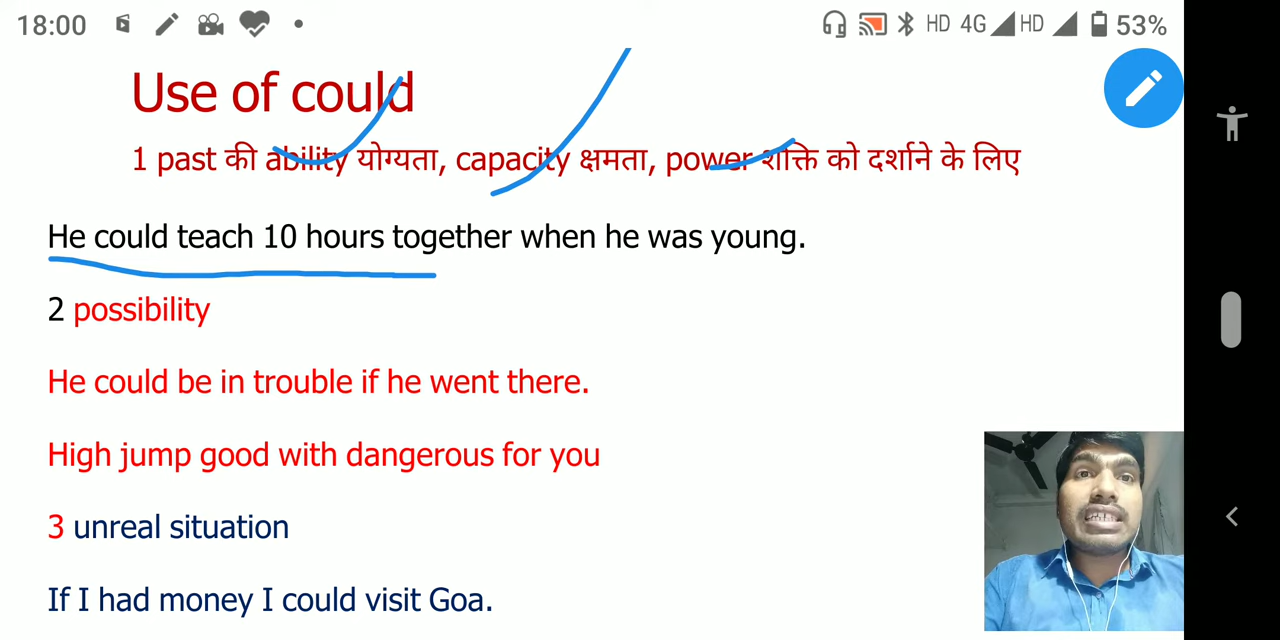 18:00 HD 4G HD 53%
Use of could
1 past की ability योग्यता, capacity क्षमता, power शक्ति को दर्शाने के लिए
He could teach 10 hours together when he was young.
2 possibility
He could be in trouble if he went there.
High jump good with dangerous for you
3 unreal situation
If I had money I could visit Goa.